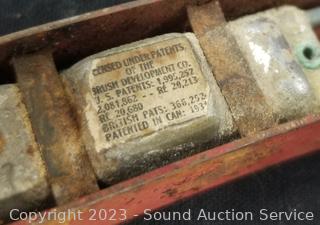 CENSED UNDER PATENTS
OF THE
BRUSH DEVELOPMENT CO.
U. S. PATENTS: 1,995,257
2,081,862 -- RE 20,213
RE 20,680
BRITISH PATS: 366,252
PATENTED IN CAN: 193
Copyright 2023 - Sound Auction Service